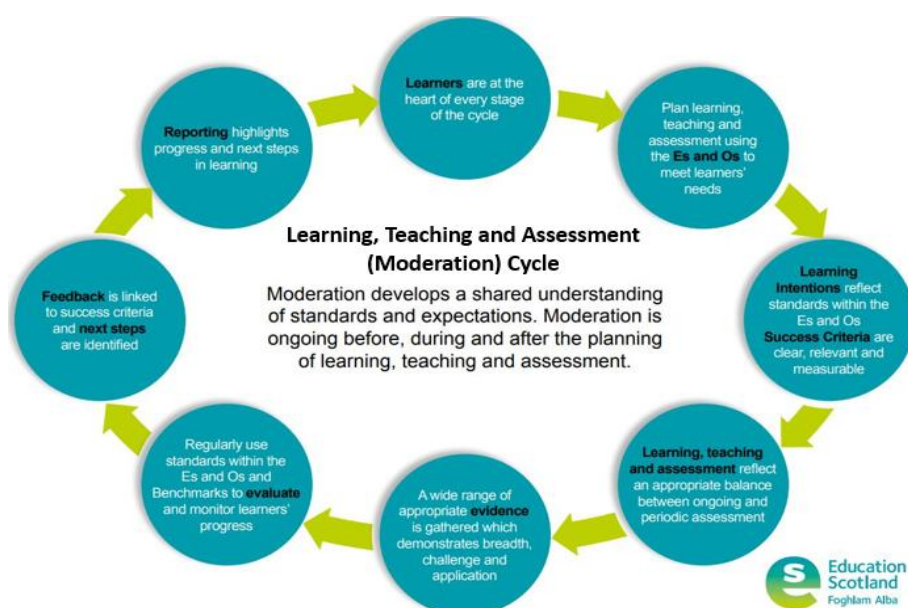 Learners are at the
heart of every stage
of the cycle
Plan learning,
teaching and
assessment using
the Es and Os to
meet learners'
needs
Learning
Intentions reflect
standards within the
Es and Os
Success Criteria are
clear, relevant and
measurable
Learning, teaching
and assessment reflect
an appropriate balance
between ongoing and
periodic assessment
A wide range of
appropriate evidence
is gathered which
demonstrates breadth,
challenge and
application
Regularly use
standards within the
Es and Os and
Benchmarks to evaluate
and monitor learners'
progress
Feedback is linked
to success criteria
and next steps
are identified
Reporting highlights
progress and next steps
in learning
Learning, Teaching and Assessment
(Moderation) Cycle
Moderation develops a shared understanding
of standards and expectations. Moderation is
ongoing before, during and after the planning
of learning, teaching and assessment.
Education
Scotland
Foghlam Alba